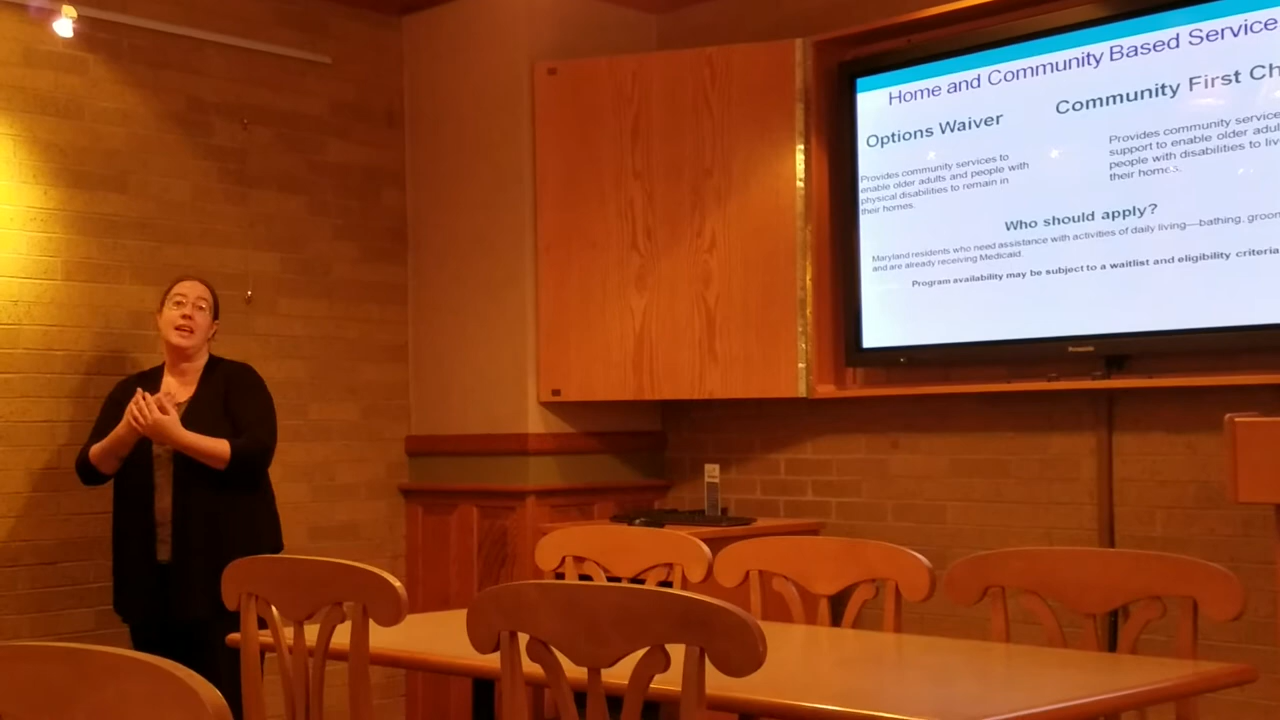 Home and Community Based Service
Options Waiver
Community First Ch
Provides community services to
enable older adults and people with
physical disabilities to remain in
their homes.
Provides community service
support to enable older adul
people with disabilities to liv
their homes.
Who should apply?
Maryland residents who need assistance with activities of daily living—bathing, groon
and are already receiving Medicaid.
Program availability may be subject to a waitlist and eligibility criteria
Panasonic